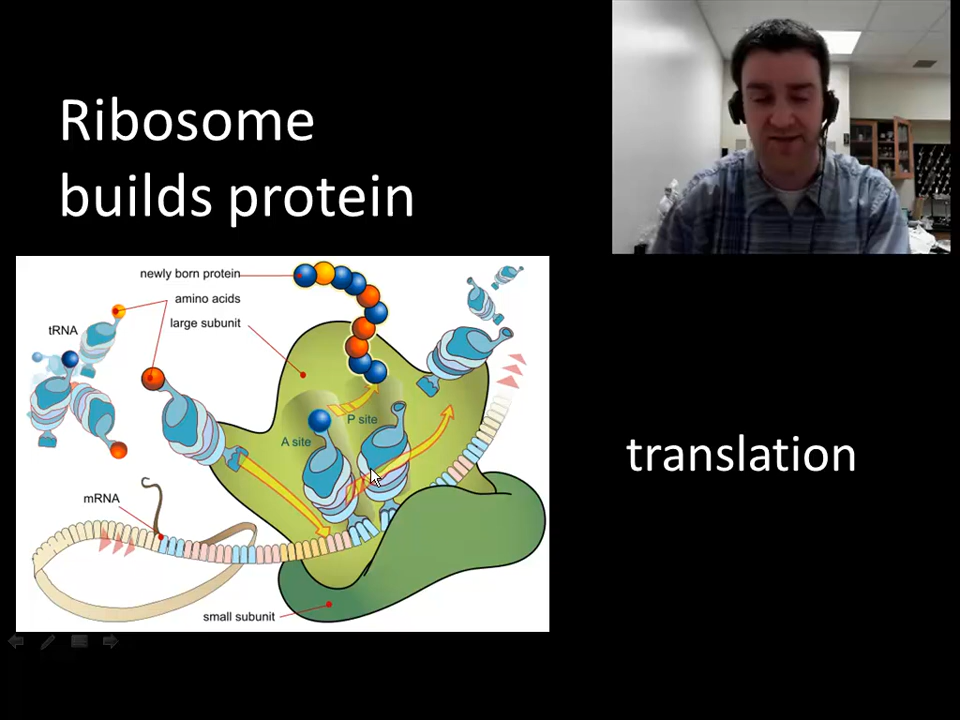 Ribosome
builds protein
newly born protein
amino acids
large subunit
tRNA
P site
A site
mRNA
small subunit
translation